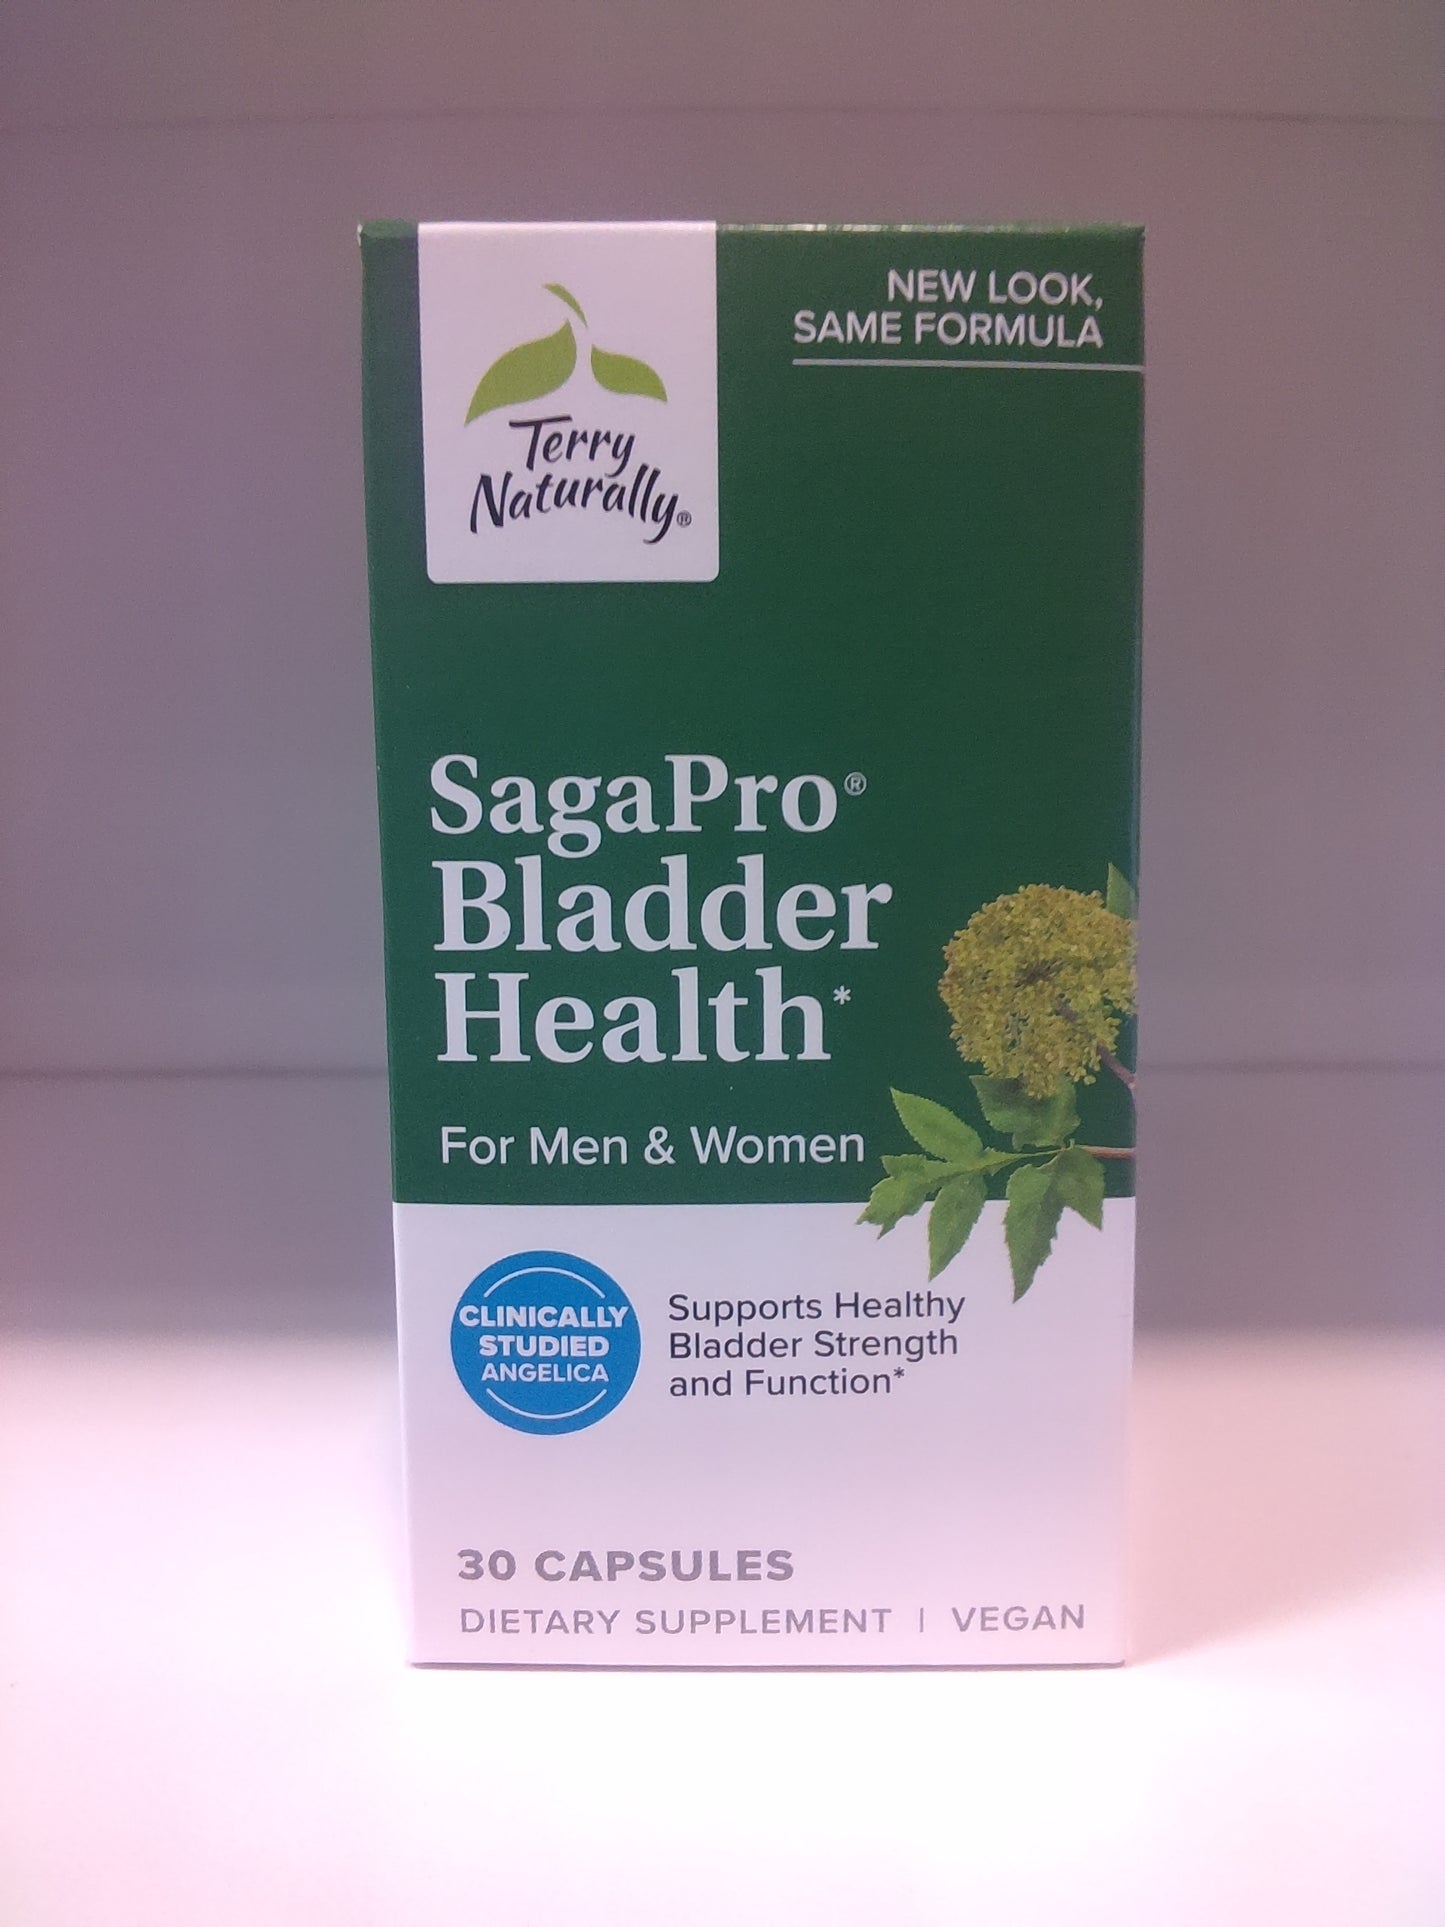 NEW LOOK,
SAME FORMULA
Terry
Naturally®
SagaPro®
Bladder
Health*
For Men & Women
CLINICALLY
STUDIED
ANGELICA
Supports Healthy
Bladder Strength
and Function*
30 CAPSULES
DIETARY SUPPLEMENT | VEGAN